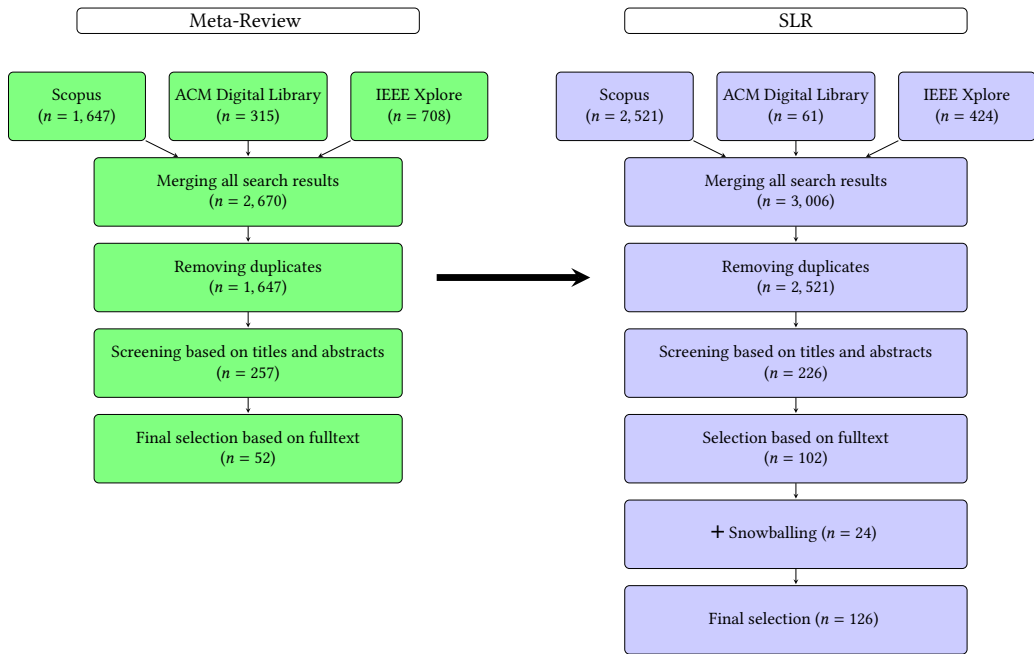 Meta-Review
Scopus
(n = 1, 647)
ACM Digital Library
(n = 315)
IEEE Xplore
(n = 708)
Merging all search results
(n = 2, 670)
Removing duplicates
(n = 1, 647)
Screening based on titles and abstracts
(n = 257)
Final selection based on fulltext
(n = 52)
SLR
Scopus
(n = 2, 521)
ACM Digital Library
(n = 61)
IEEE Xplore
(n = 424)
Merging all search results
(n = 3, 006)
Removing duplicates
(n = 2, 521)
Screening based on titles and abstracts
(n = 226)
Selection based on fulltext
(n = 102)
+ Snowballing (n = 24)
Final selection (n = 126)